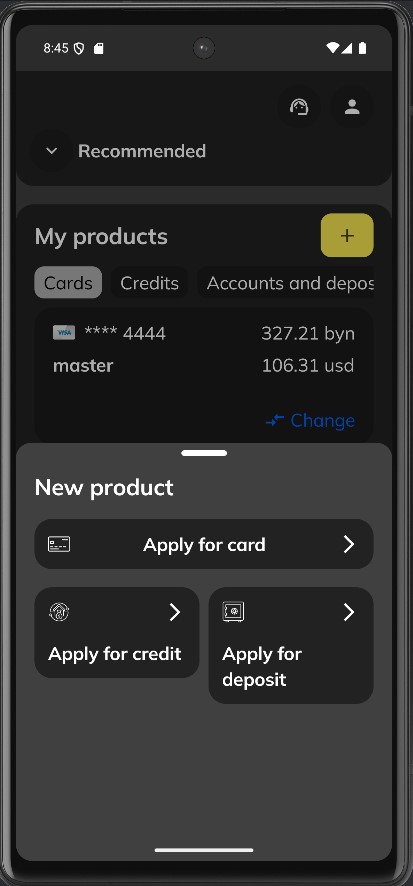 8:45
Recommended
My products
+
Cards Credits Accounts and depos
VISA **** 4444 327.21 byn
master 106.31 usd
Change
New product
Apply for card
Apply for credit
Apply for
deposit